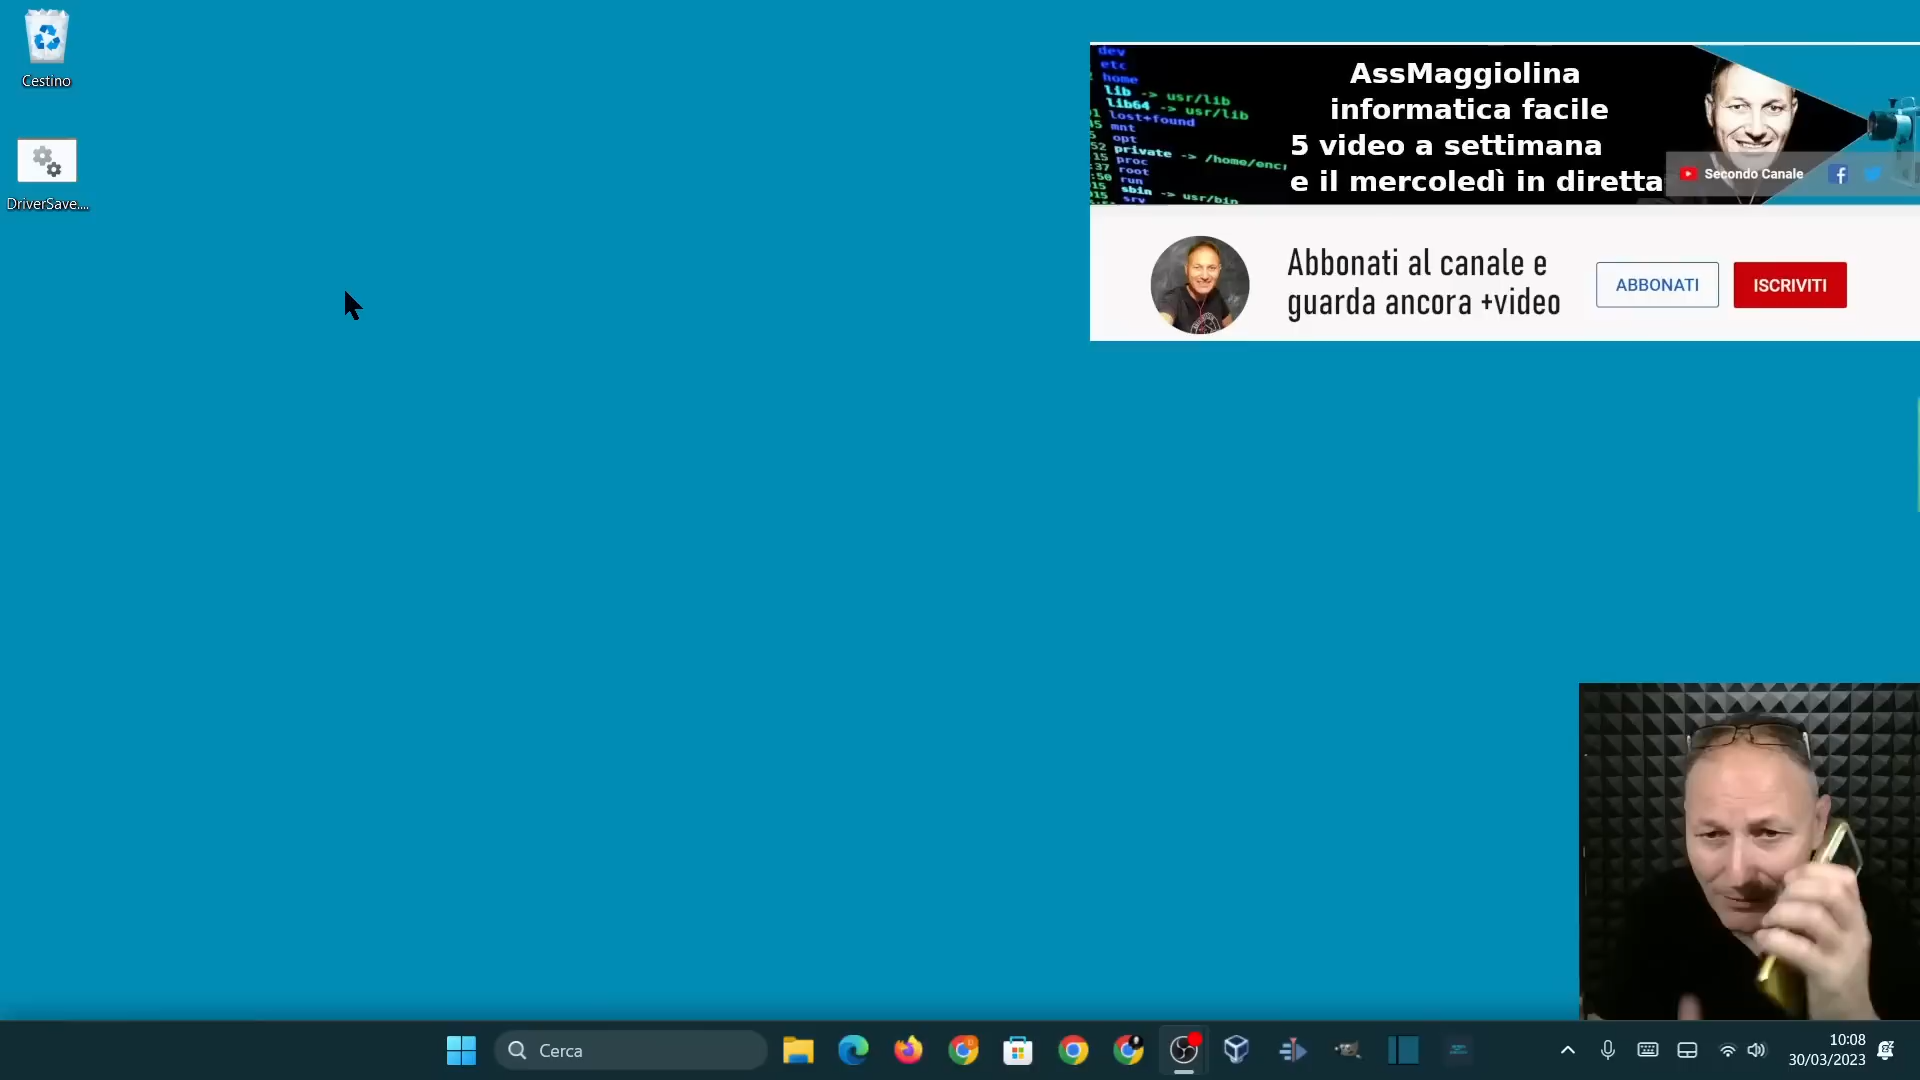 Cestino
DriverSave....
dev
etc
home
lib -> usr/lib
lib64 -> usr/lib
lost+found
mnt
opt
private -> /home/enc
proc
root
run
sbin -> usr/bin
srv
AssMaggiolina
informatica facile
5 video a settimana
e il mercoledì in diretta
Secondo Canale
Abbonati al canale e
guarda ancora +video
ABBONATI
ISCRIVITI
Cerca
10:08
30/03/2023